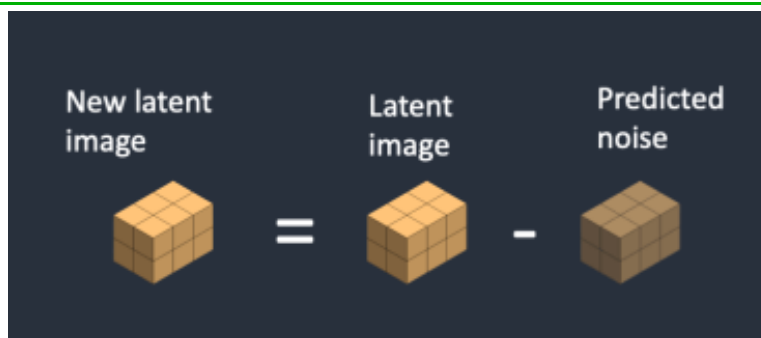 New latent
image
Latent
image
Predicted
noise
= -